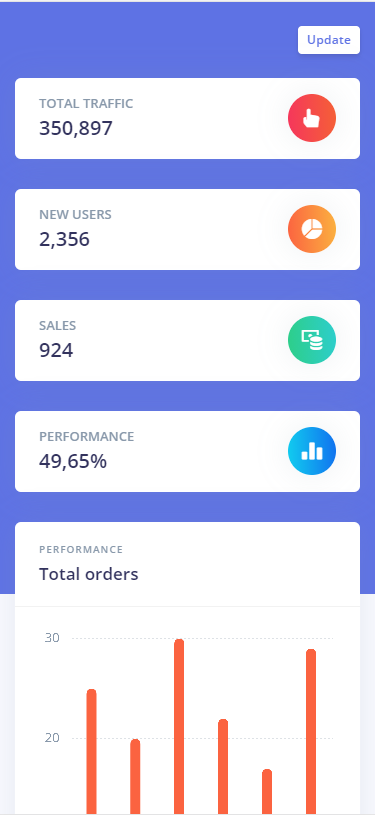 Update
TOTAL TRAFFIC
350,897
NEW USERS
2,356
SALES
924
PERFORMANCE
49,65%
PERFORMANCE
Total orders
30
20